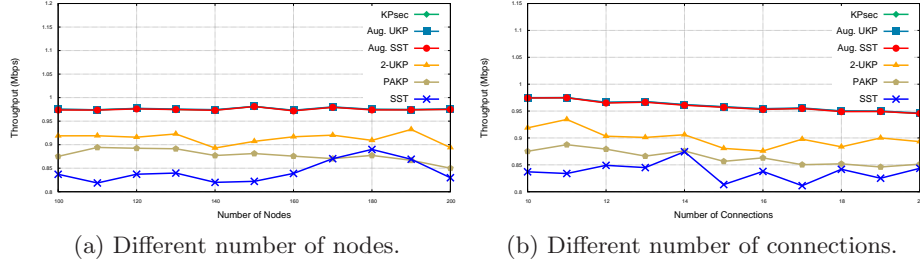 1.2
1.15
1.1
1.05
1
0.95
0.9
0.85
0.8
100
120
140
160
180
200
Throughput (Mbps)
Number of Nodes
KPsec
Aug. UKP
Aug. SST
2-UKP
PAKP
SST
(a) Different number of nodes.
1.2
1.15
1.1
1.05
1
0.95
0.9
0.85
0.8
10
12
14
16
18
Throughput (Mbps)
Number of Connections
KPsec
Aug. UKP
Aug. SST
2-UKP
PAKP
SST
(b) Different number of connections.